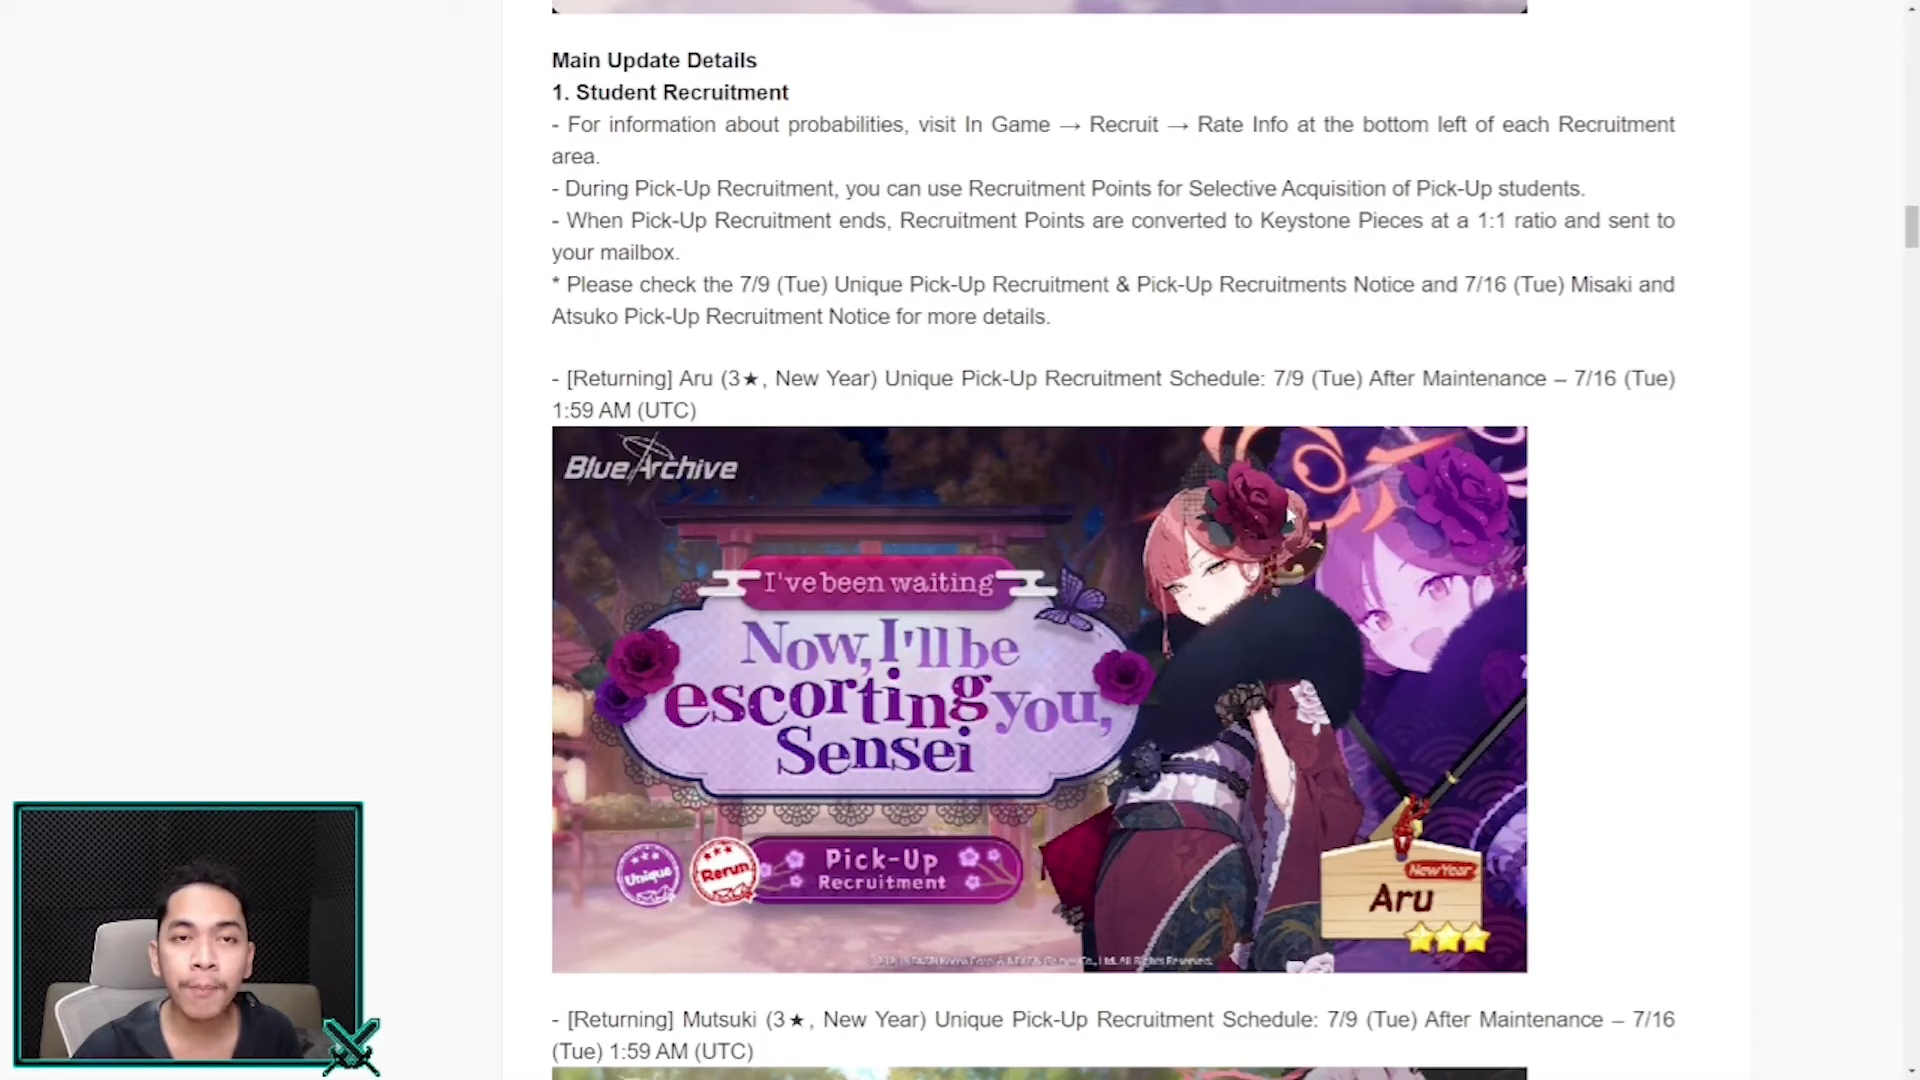 Main Update Details
1. Student Recruitment
- For information about probabilities, visit In Game → Recruit → Rate Info at the bottom left of each Recruitment
area.
- During Pick-Up Recruitment, you can use Recruitment Points for Selective Acquisition of Pick-Up students.
- When Pick-Up Recruitment ends, Recruitment Points are converted to Keystone Pieces at a 1:1 ratio and sent to
your mailbox.
* Please check the 7/9 (Tue) Unique Pick-Up Recruitment & Pick-Up Recruitments Notice and 7/16 (Tue) Misaki and
Atsuko Pick-Up Recruitment Notice for more details.
- [Returning] Aru (3★, New Year) Unique Pick-Up Recruitment Schedule: 7/9 (Tue) After Maintenance – 7/16 (Tue)
1:59 AM (UTC)
Blue Archive
I've been waiting
Now, I'll be
escorting you,
Sensei
Unique
Rerun
Pick-Up
Recruitment
New Year
Aru
- [Returning] Mutsuki (3★, New Year) Unique Pick-Up Recruitment Schedule: 7/9 (Tue) After Maintenance – 7/16
(Tue) 1:59 AM (UTC)